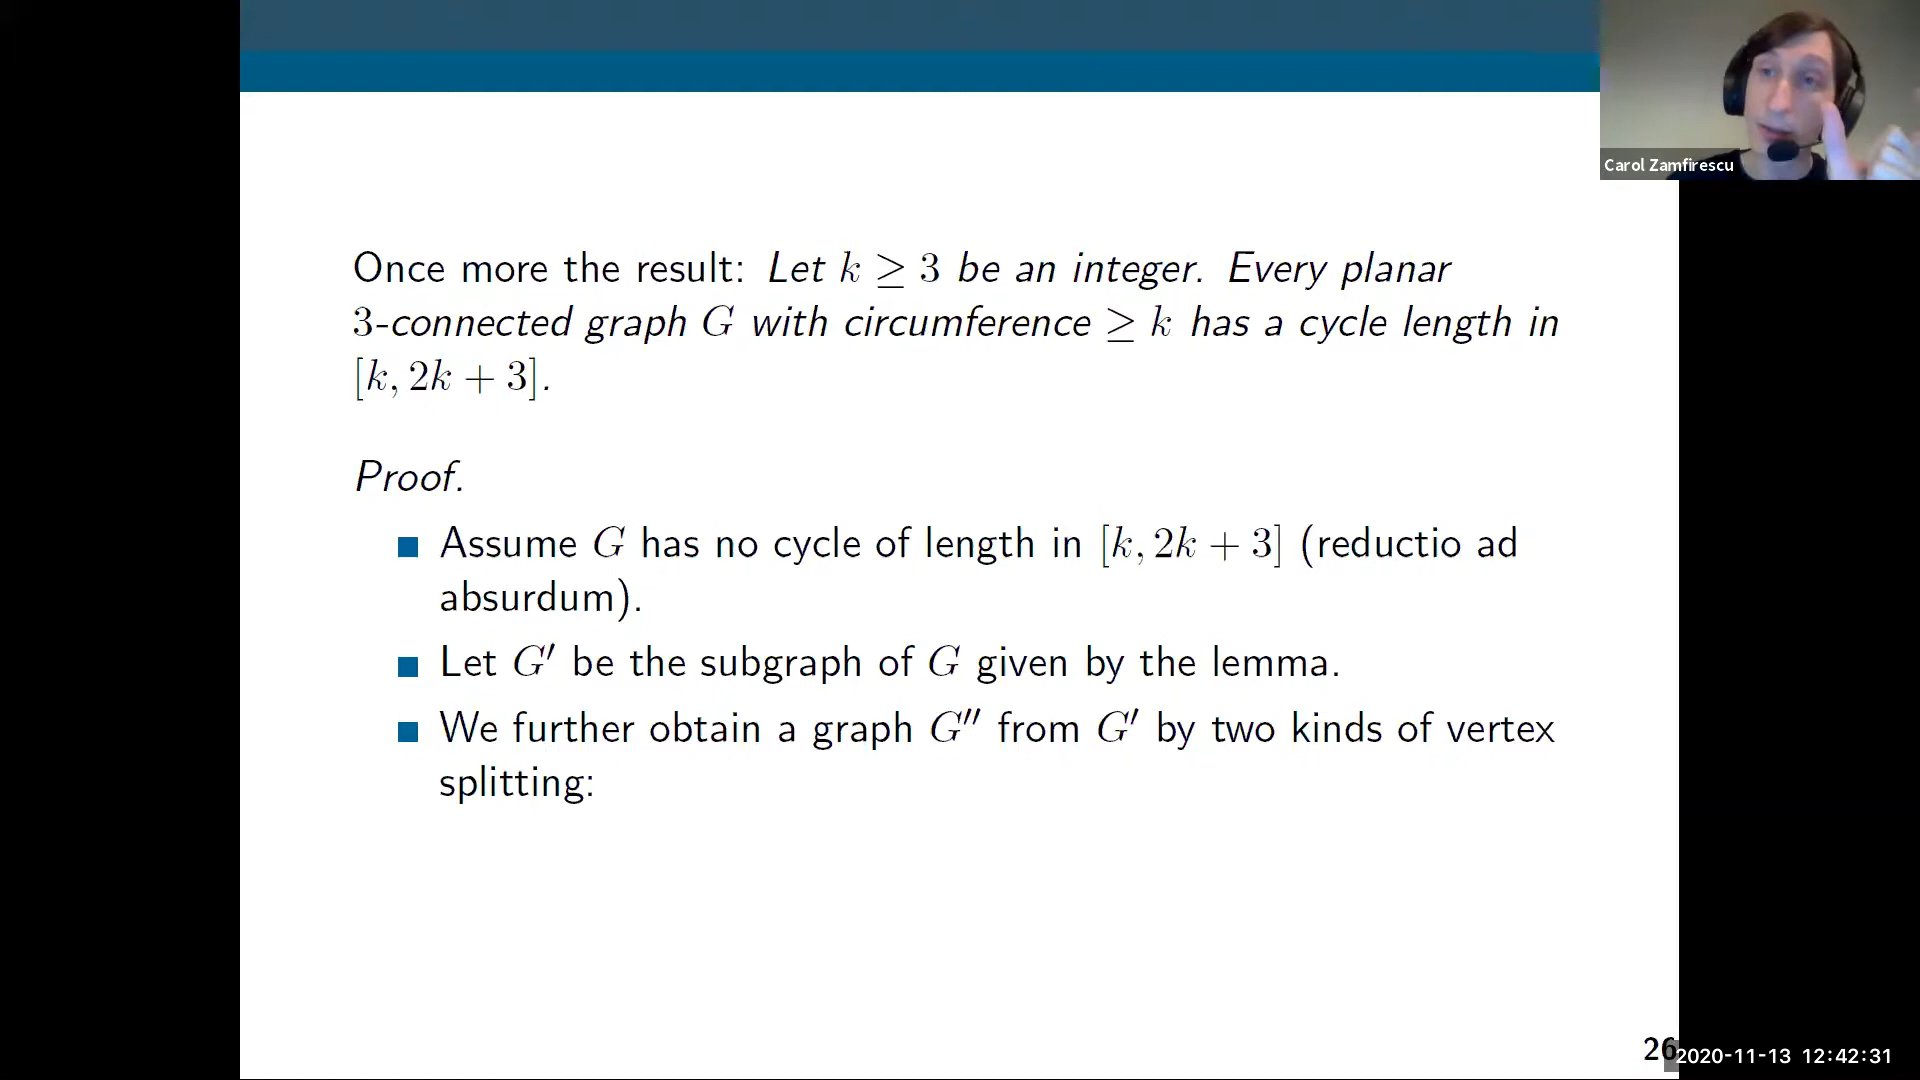 Carol Zamfirescu
Once more the result: Let k ≥ 3 be an integer. Every planar
3-connected graph G with circumference ≥ k has a cycle length in
[k, 2k + 3].
Proof.
Assume G has no cycle of length in [k, 2k + 3] (reductio ad
absurdum).
Let G′ be the subgraph of G given by the lemma.
We further obtain a graph G″ from G′ by two kinds of vertex
splitting:
26
2020-11-13 12:42:31